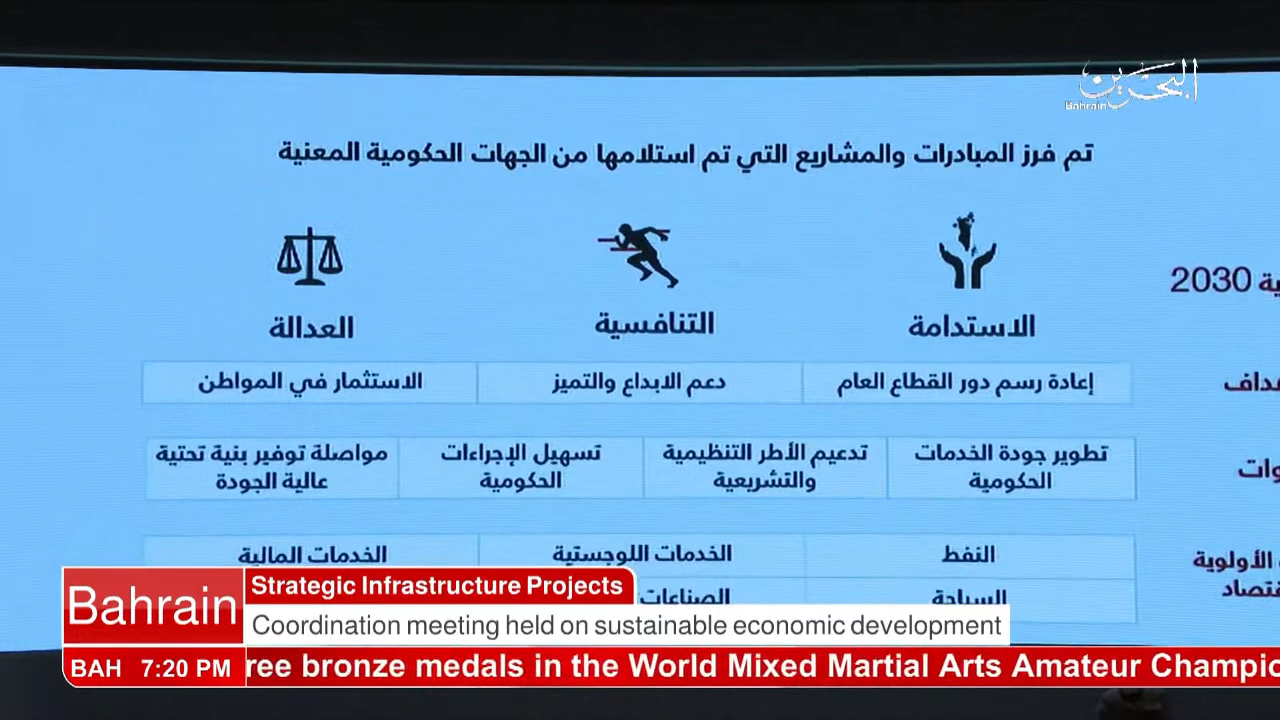 البحرين
Bahrain
تم فرز المبادرات والمشاريع التي تم استلامها من الجهات الحكومية المعنية
2030
الاستدامة
التنافسية
العدالة
إعادة رسم دور القطاع العام
دعم الابداع والتميز
الاستثمار في المواطن
تطوير جودة الخدمات
الحكومية
تدعيم الأطر التنظيمية
والتشريعية
تسهيل الإجراءات
الحكومية
مواصلة توفير بنية تحتية
عالية الجودة
الأولوية
النفط
الخدمات اللوجستية
الخدمات المالية
السياحة
الصناعات
Bahrain
Strategic Infrastructure Projects
Coordination meeting held on sustainable economic development
BAH 7:20 PM
bronze medals in the World Mixed Martial Arts Amateur